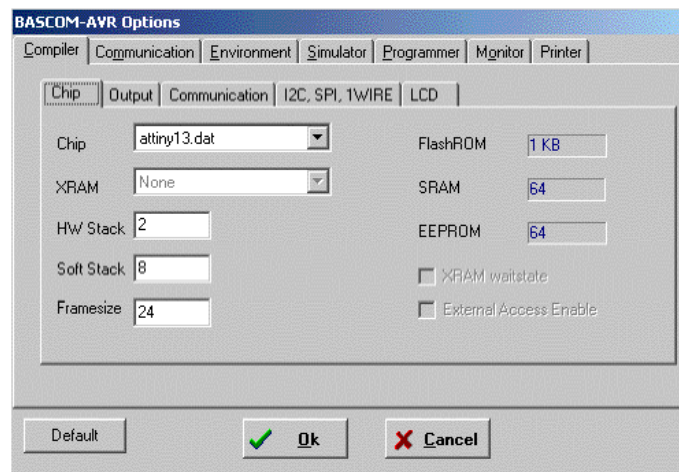 BASCOM-AVR Options
Compiler Communication Environment Simulator Programmer Monitor Printer
Chip Output Communication I2C, SPI, 1WIRE LCD
Chip attiny13.dat FlashROM 1 KB
XRAM None SRAM 64
HW Stack 2 EEPROM 64
Soft Stack 8 XRAM waitstate
Framesize 24 External Access Enable
Default Ok Cancel